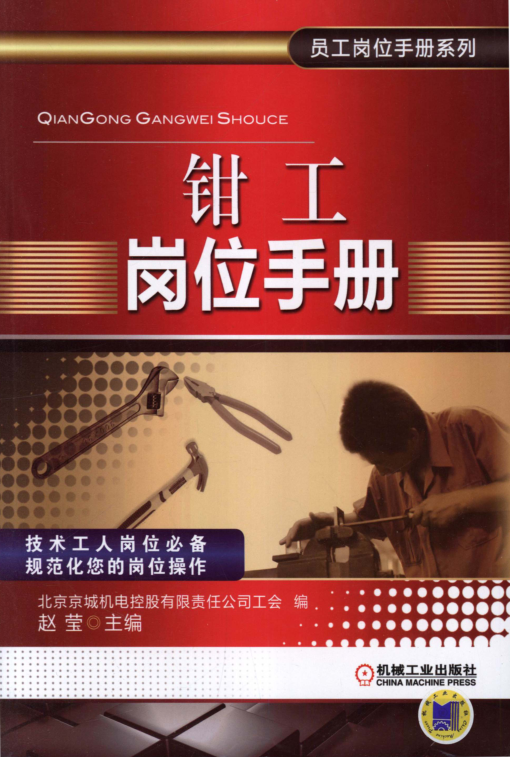 员工岗位手册系列
QIANGONG GANGWEI SHOUCE
钳工
岗位手册
技术工人岗位必备
规范化您的岗位操作
北京京城机电控股有限责任公司工会 编
赵莹◎主编
机械工业出版社
CHINA MACHINE PRESS